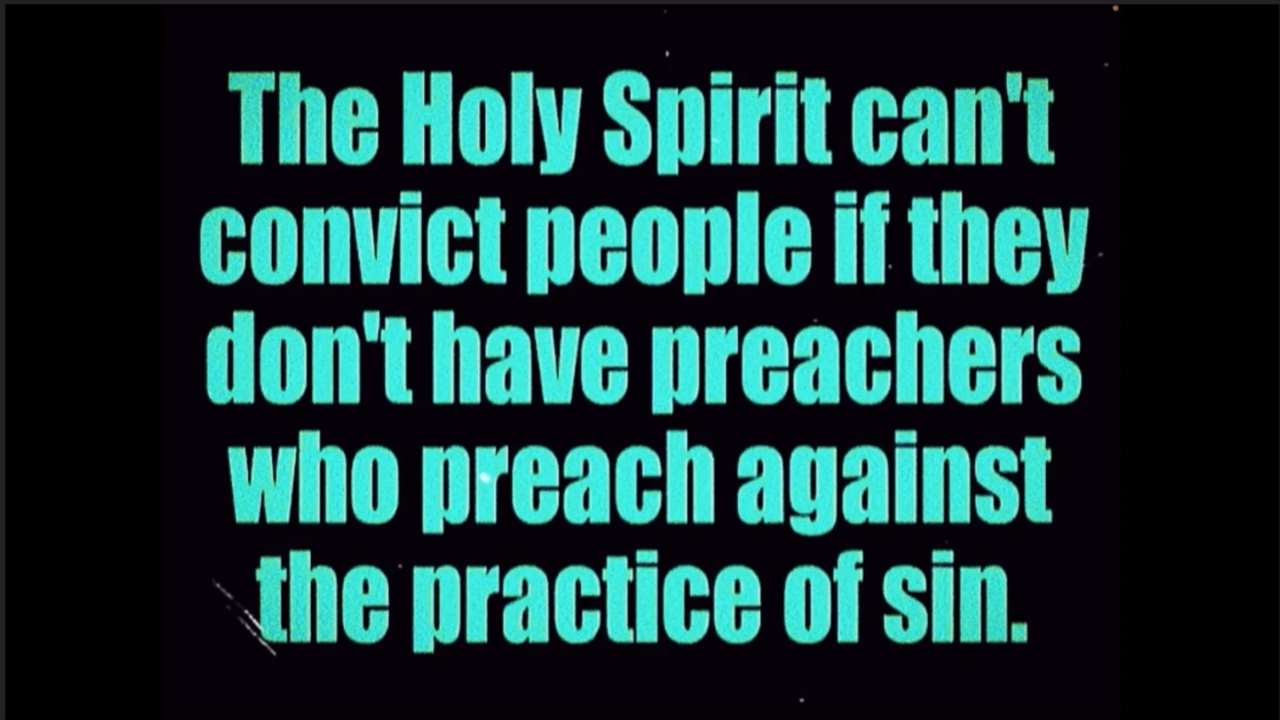 The Holy Spirit can't
convict people if they
don't have preachers
who preach against
the practice of sin.